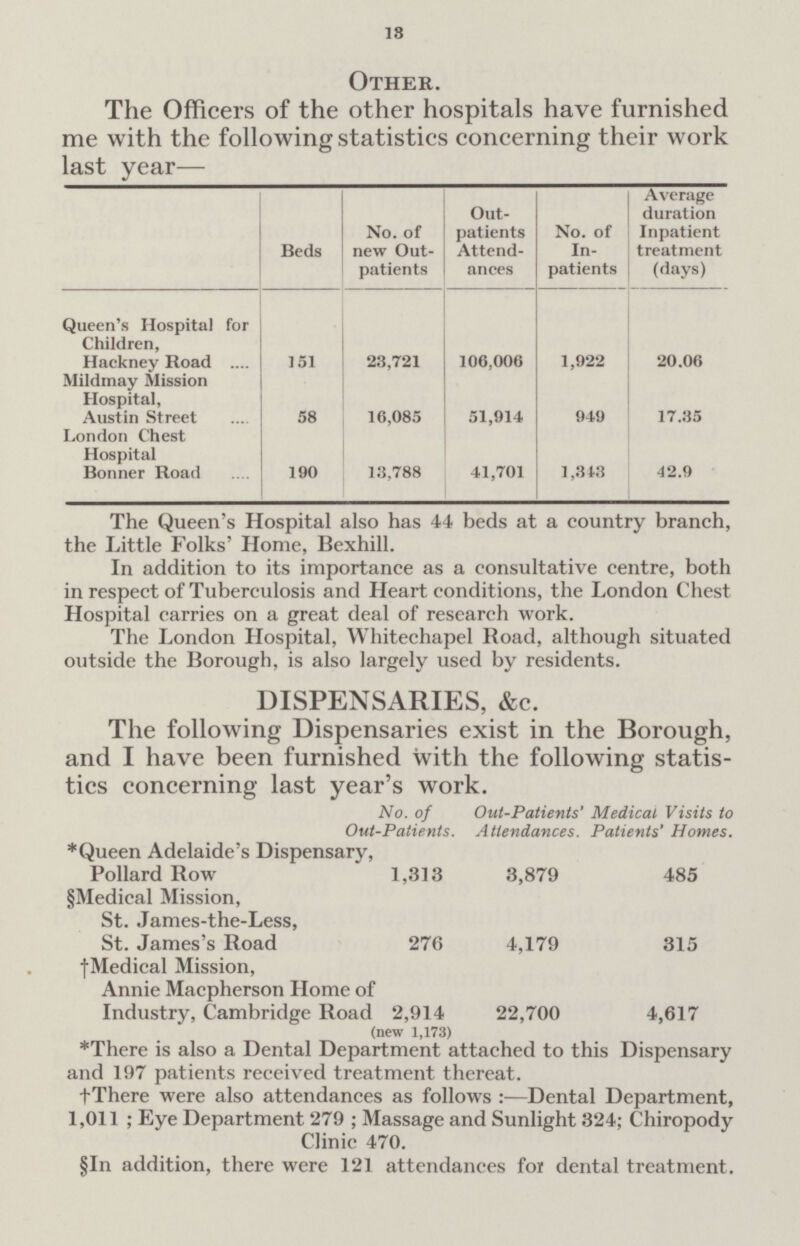 13
OTHER.
The Officers of the other hospitals have furnished
me with the following statistics concerning their work
last year—
Beds | No. of new Out-patients | Out-patients Attend-ances | No. of In-patients | Average duration Inpatient treatment (days)
Queen's Hospital for
Children,
Hackney Road .... 151 23,721 106,006 1,922 20.06
Mildmay Mission
Hospital,
Austin Street .... 58 16,085 51,914 949 17.35
London Chest
Hospital
Bonner Road .... 190 13,788 41,701 1,343 42.9
The Queen's Hospital also has 44 beds at a country branch,
the Little Folks' Home, Bexhill.
In addition to its importance as a consultative centre, both
in respect of Tuberculosis and Heart conditions, the London Chest
Hospital carries on a great deal of research work.
The London Hospital, Whitechapel Road, although situated
outside the Borough, is also largely used by residents.
DISPENSARIES, &c.
The following Dispensaries exist in the Borough,
and I have been furnished with the following statis-
tics concerning last year's work.
No. of Out-Patients' Medical Visits to
Out-Patients. Attendances. Patients' Homes.
*Queen Adelaide's Dispensary,
Pollard Row 1,313 3,879 485
§Medical Mission,
St. James-the-Less,
St. James's Road 276 4,179 315
†Medical Mission,
Annie Macpherson Home of
Industry, Cambridge Road 2,914 22,700 4,617
(new 1,173)
*There is also a Dental Department attached to this Dispensary
and 197 patients received treatment thereat.
†There were also attendances as follows :—Dental Department,
1,011 ; Eye Department 279 ; Massage and Sunlight 324; Chiropody
Clinic 470.
§In addition, there were 121 attendances for dental treatment.